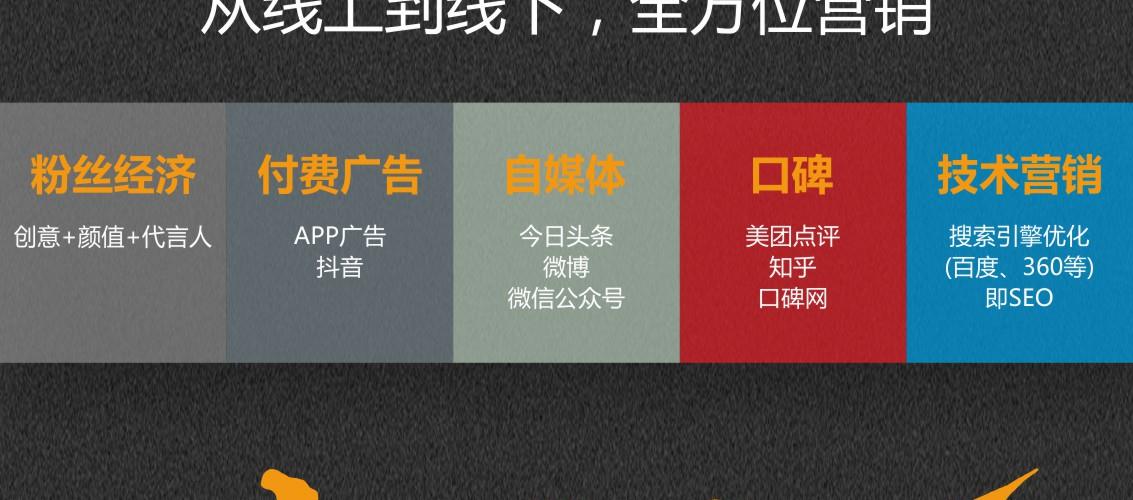 从线上到线下，全方位营销
粉丝经济
创意+颜值+代言人
付费广告
APP广告
抖音
自媒体
今日头条
微博
微信公众号
口碑
美团点评
知乎
口碑网
技术营销
搜索引擎优化
(百度、360等)
即SEO